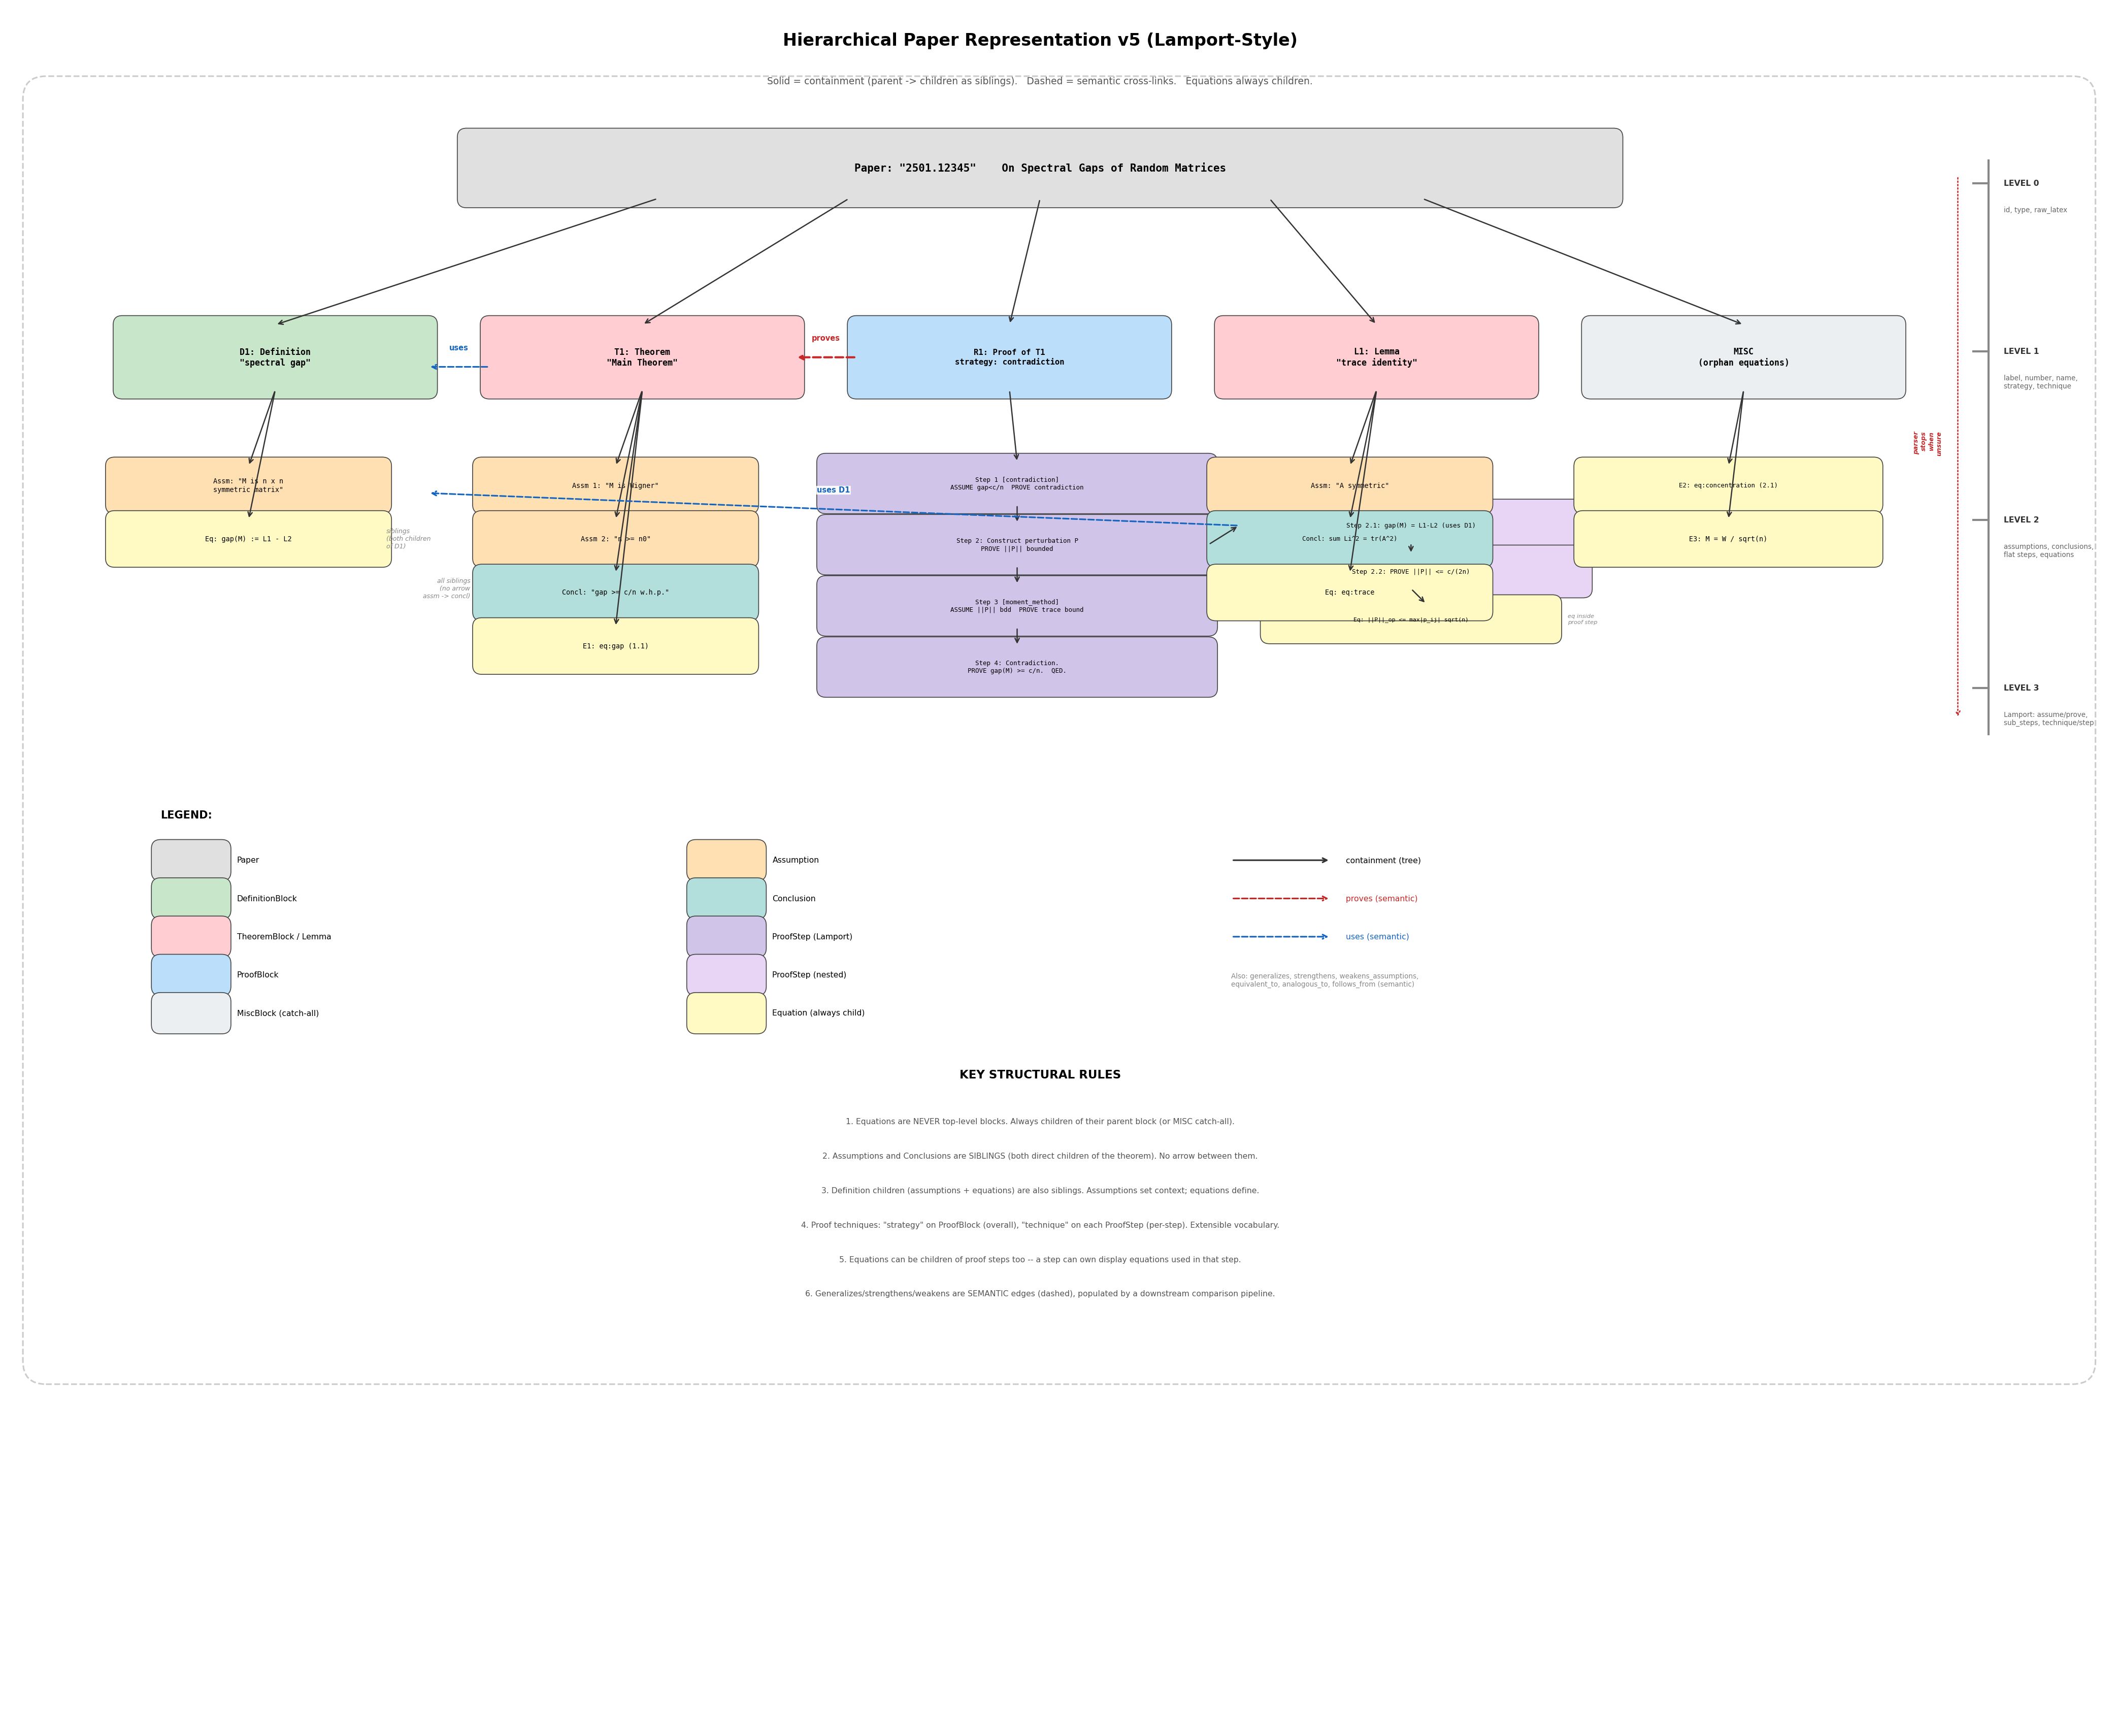 Hierarchical Paper Representation v5 (Lamport-Style)
Solid = containment (parent -> children as siblings).   Dashed = semantic cross-links.   Equations always children.
Paper: "2501.12345"    On Spectral Gaps of Random Matrices
LEVEL 0
id, type, raw_latex
D1: Definition
"spectral gap"
uses
T1: Theorem
"Main Theorem"
proves
R1: Proof of T1
strategy: contradiction
L1: Lemma
"trace identity"
MISC
(orphan equations)
LEVEL 1
label, number, name,
strategy, technique
parser
stops
when
unsure
Assm: "M is n x n
symmetric matrix"
Eq: gap(M) := L1 - L2
siblings
(both children
of D1)
Assm 1: "M is Wigner"
Assm 2: "n >= n0"
Concl: "gap >= c/n w.h.p."
E1: eq:gap (1.1)
all siblings
(no arrow
assm -> concl)
uses D1
Step 1 [contradiction]
ASSUME gap<c/n  PROVE contradiction
Step 2: Construct perturbation P
PROVE ||P|| bounded
Step 3 [moment_method]
ASSUME ||P|| bdd  PROVE trace bound
Step 4: Contradiction.
PROVE gap(M) >= c/n.  QED.
Assm: "A symmetric"
Step 2.1: gap(M) = L1-L2 (uses D1)
Concl: sum Li^2 = tr(A^2)
Step 2.2: PROVE ||P|| <= c/(2n)
Eq: eq:trace
Eq: ||P||_op <= max|p_ij| sqrt(n)
eq inside
proof step
E2: eq:concentration (2.1)
E3: M = W / sqrt(n)
LEVEL 2
assumptions, conclusions,
flat steps, equations
LEVEL 3
Lamport: assume/prove,
sub_steps, technique/step
LEGEND:
Paper
DefinitionBlock
TheoremBlock / Lemma
ProofBlock
MiscBlock (catch-all)
Assumption
Conclusion
ProofStep (Lamport)
ProofStep (nested)
Equation (always child)
containment (tree)
proves (semantic)
uses (semantic)
Also: generalizes, strengthens, weakens_assumptions,
equivalent_to, analogous_to, follows_from (semantic)
KEY STRUCTURAL RULES
1. Equations are NEVER top-level blocks. Always children of their parent block (or MISC catch-all).
2. Assumptions and Conclusions are SIBLINGS (both direct children of the theorem). No arrow between them.
3. Definition children (assumptions + equations) are also siblings. Assumptions set context; equations define.
4. Proof techniques: "strategy" on ProofBlock (overall), "technique" on each ProofStep (per-step). Extensible vocabulary.
5. Equations can be children of proof steps too -- a step can own display equations used in that step.
6. Generalizes/strengthens/weakens are SEMANTIC edges (dashed), populated by a downstream comparison pipeline.